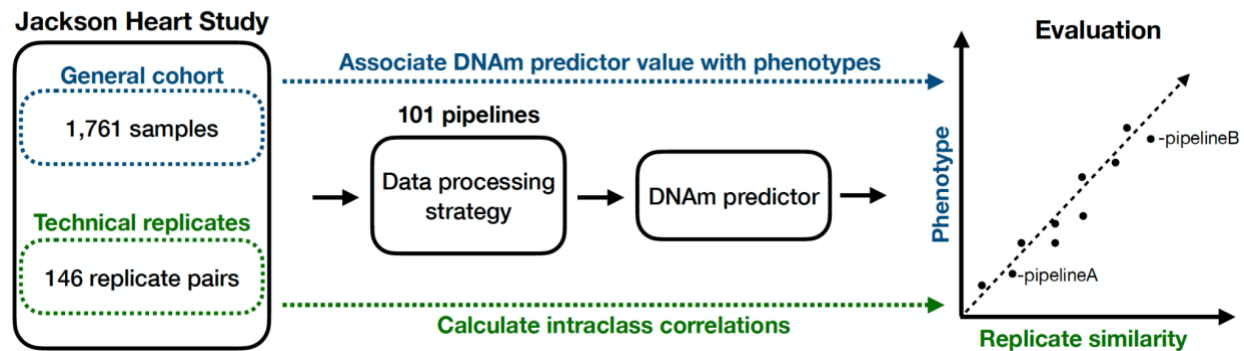 Jackson Heart Study
General cohort
1,761 samples
Technical replicates
146 replicate pairs
Associate DNAm predictor value with phenotypes
101 pipelines
Data processing
strategy
DNAm predictor
Calculate intraclass correlations
Evaluation
Phenotype
-pipelineB
-pipelineA
Replicate similarity